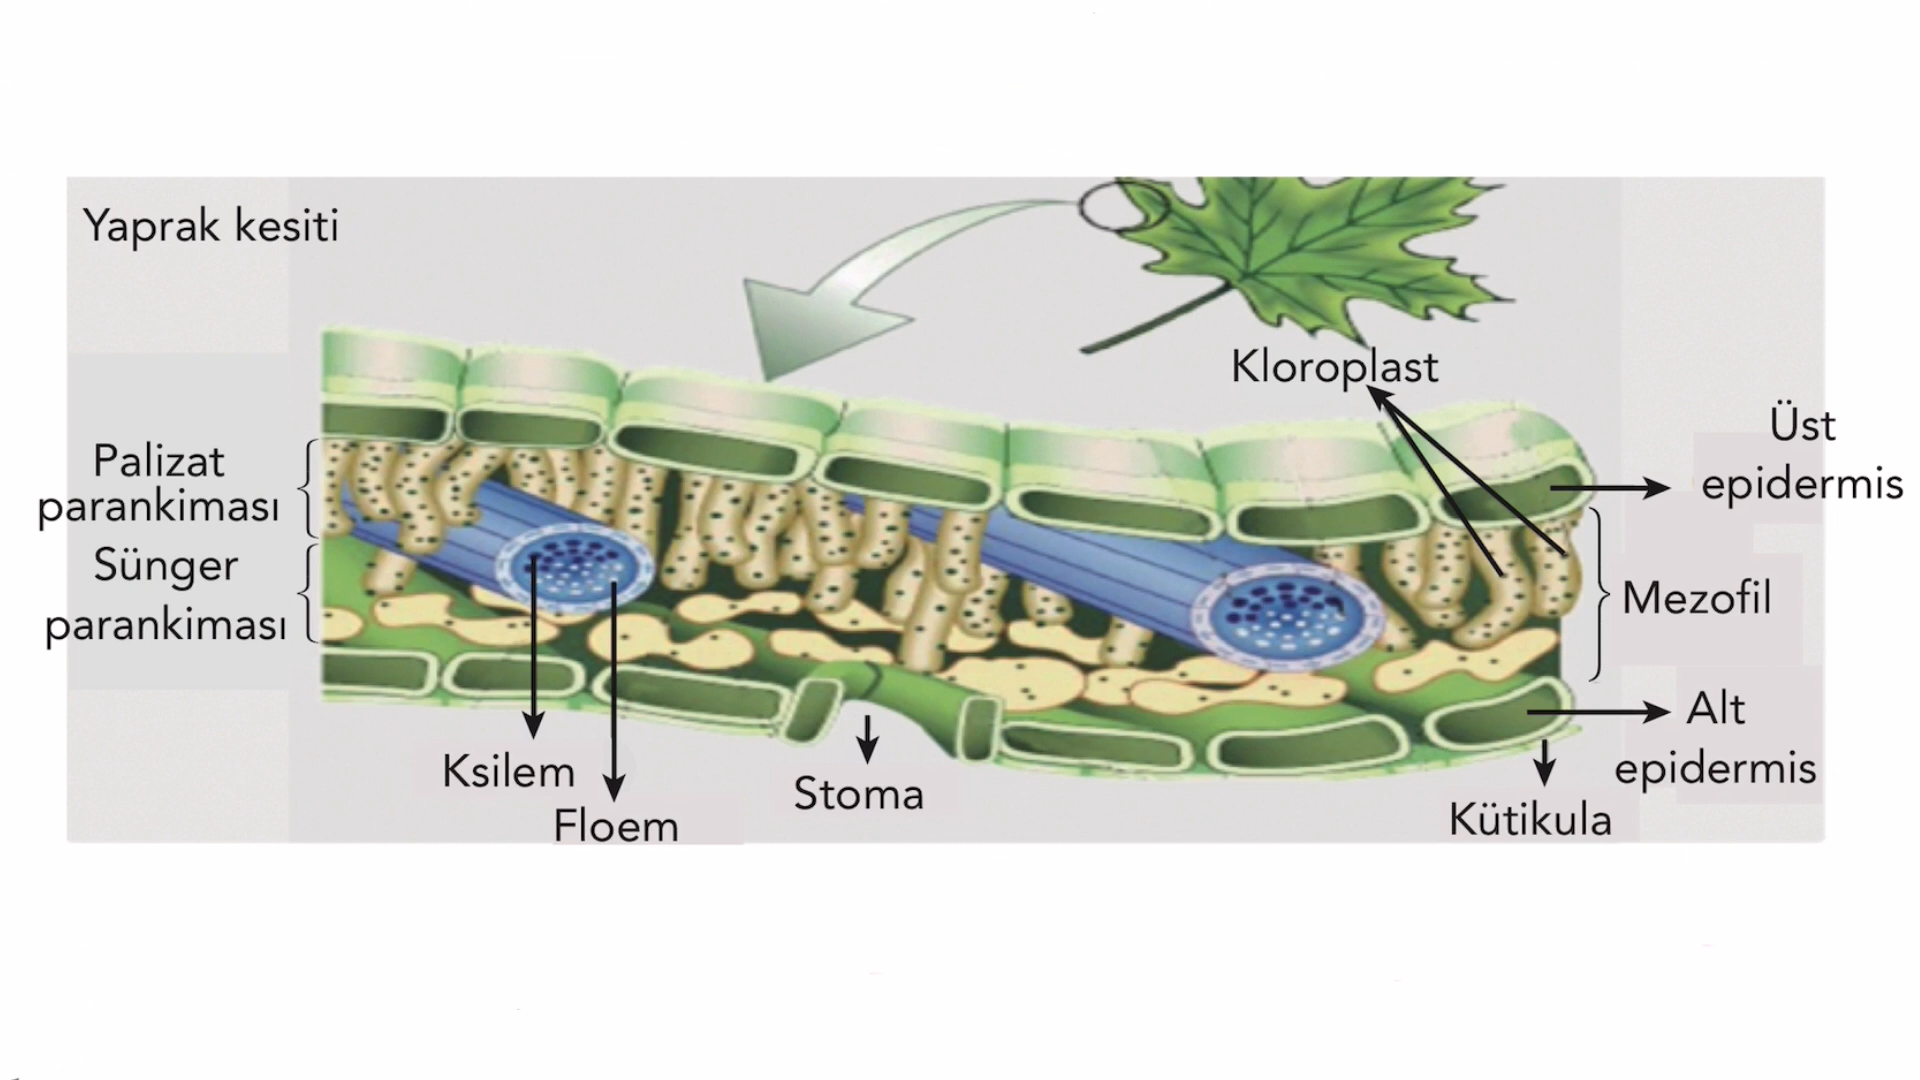 Yaprak kesiti
Kloroplast
Üst
epidermis
Palizat
parankiması
Sünger
parankiması
Mezofil
Alt
epidermis
Ksilem
Floem
Stoma
Kütikula